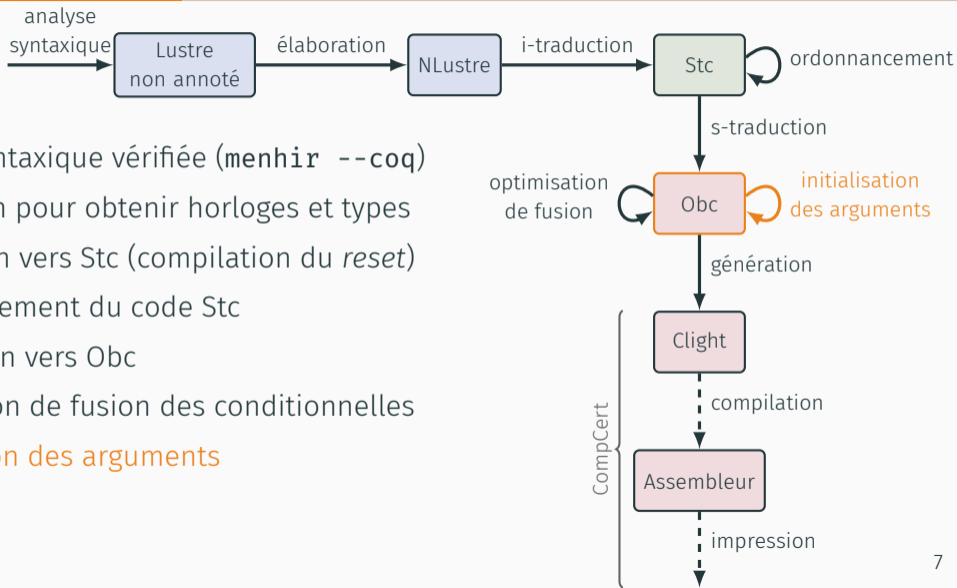 analyse
syntaxique
Lustre
non annoté
élaboration
NLustre
i-traduction
Stc
ordonnancement
s-traduction
ntaxique vérifiée (menhir --coq)
n pour obtenir horloges et types
n vers Stc (compilation du reset)
ement du code Stc
n vers Obc
on de fusion des conditionnelles
on des arguments
optimisation
de fusion
Obc
initialisation
des arguments
génération
Clight
compilation
CompCert
Assembleur
impression
7